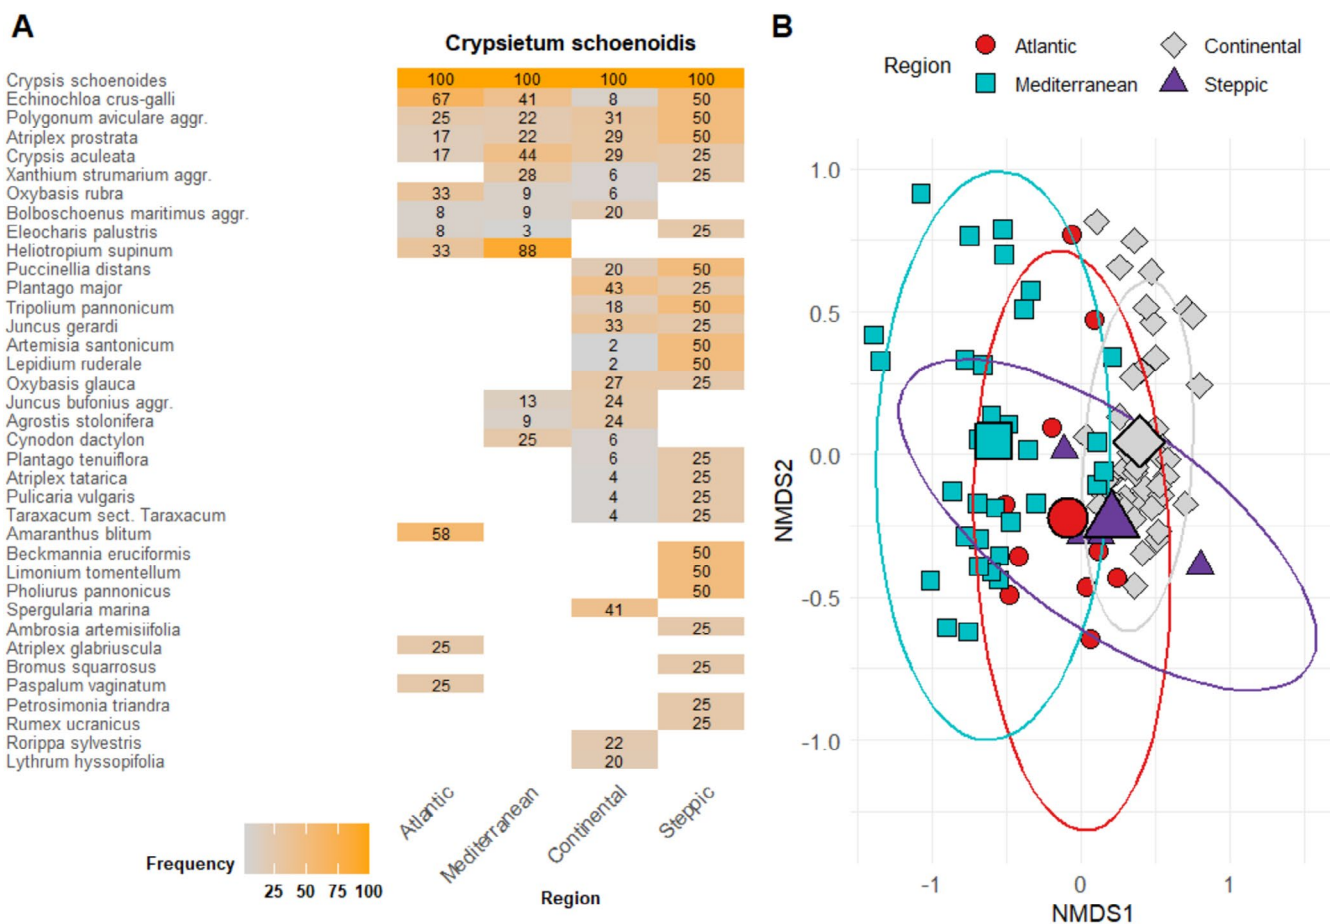 A
Crypsietum schoenoidis
Crypsis schoenoides 100 100 100 100
Echinochloa crus-galli 67 41 8 50
Polygonum aviculare aggr. 25 22 31 50
Atriplex prostrata 17 22 29 50
Crypsis aculeata 17 44 29 25
Xanthium strumarium aggr. 28 6 25
Oxybasis rubra 33 9 6
Bolboschoenus maritimus aggr. 8 9 20
Eleocharis palustris 8 3 25
Heliotropium supinum 33 88
Puccinellia distans 20 50
Plantago major 43 25
Tripolium pannonicum 18 50
Juncus gerardi 33 25
Artemisia santonicum 2 50
Lepidium ruderale 2 50
Oxybasis glauca 27 25
Juncus bufonius aggr. 13 24
Agrostis stolonifera 9 24
Cynodon dactylon 25 6
Plantago tenuiflora 6 25
Atriplex tatarica 4 25
Pulicaria vulgaris 4 25
Taraxacum sect. Taraxacum 4 25
Amaranthus blitum 58
Beckmannia eruciformis 50
Limonium tomentellum 50
Pholiurus pannonicus 50
Spergularia marina 41
Ambrosia artemisiifolia 25
Atriplex glabriuscula 25
Bromus squarrosus 25
Paspalum vaginatum 25
Petrosimonia triandra 25
Rumex ucranicus 25
Rorippa sylvestris 22
Lythrum hyssopifolia 20
Atlantic Mediterranean Continental Steppic
Frequency
25 50 75 100
Region
B
Region
Atlantic Continental
Mediterranean Steppic
1.0
0.5
0.0
-0.5
-1.0
NMDS2
-1 0 1
NMDS1